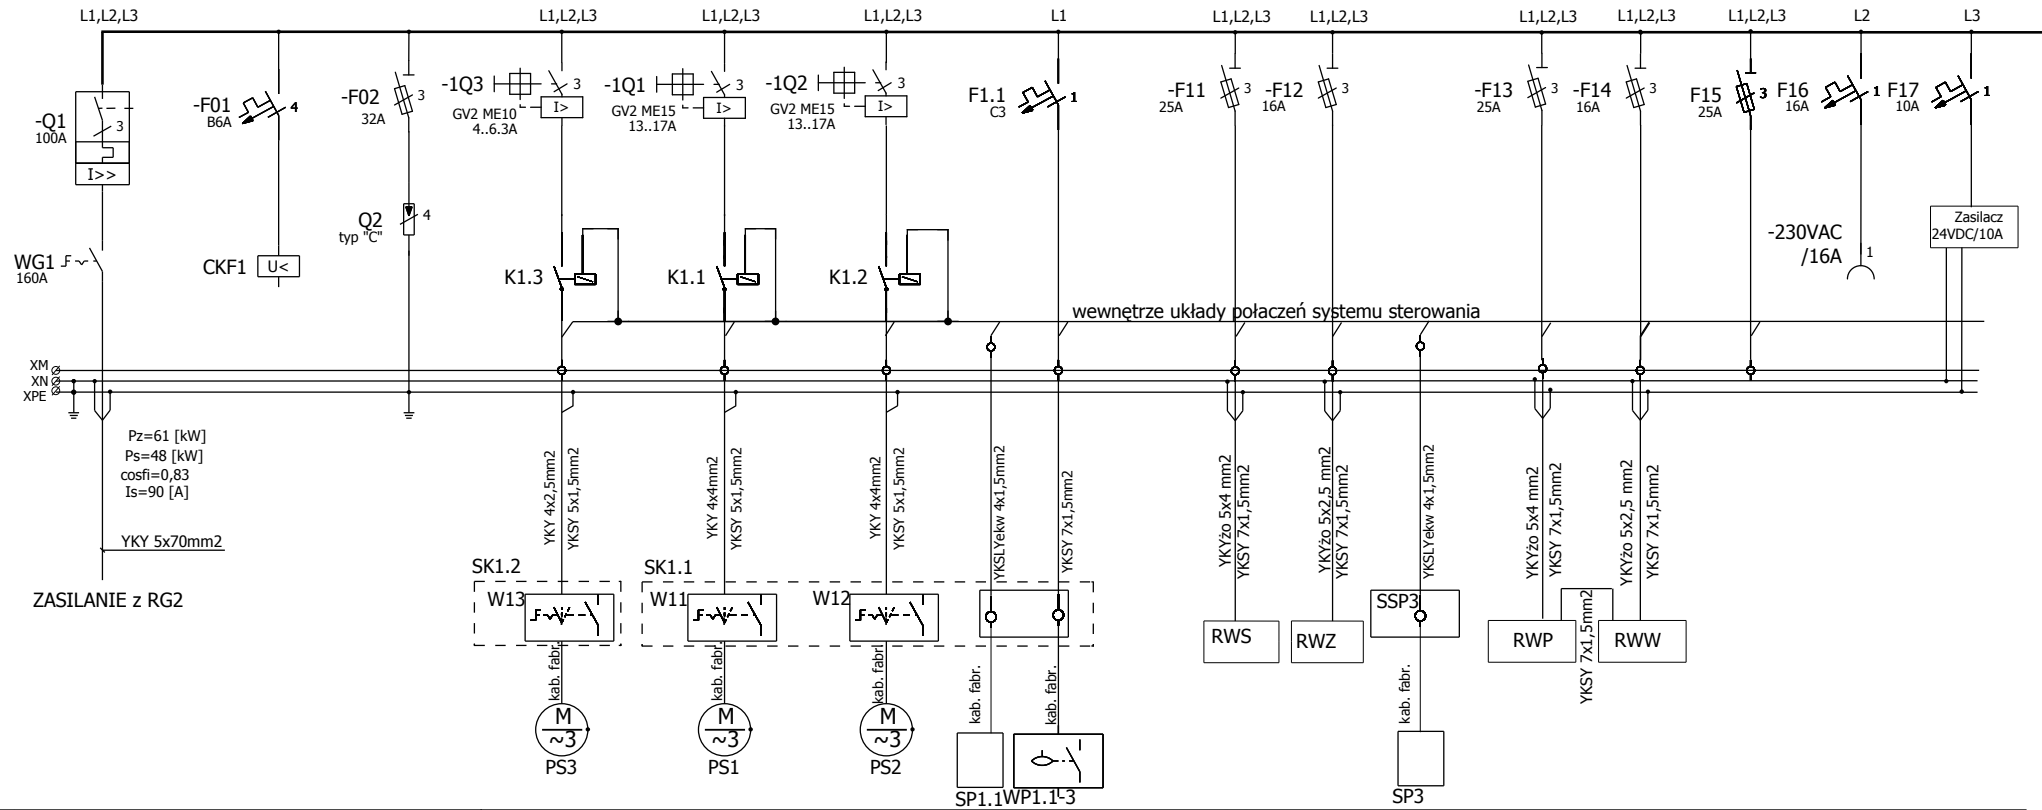 L1,L2,L3
L1,L2,L3
L1,L2,L3
L1,L2,L3
L1
L1,L2,L3
L1,L2,L3
L1,L2,L3
L1,L2,L3
L1,L2,L3
L2
L3
-Q1
100A
3
I>>
-F01
B6A
4
-F02
32A
3
-1Q3
GV2 ME10
4..6.3A
3
I>
-1Q1
GV2 ME15
13..17A
3
I>
-1Q2
GV2 ME15
13..17A
3
I>
F1.1
C3
1
-F11
25A
3
-F12
16A
3
-F13
25A
3
-F14
16A
3
F15
25A
3
F16
16A
1
F17
10A
1
WG1
160A
CKF1
U<
Q2
typ "C"
4
K1.3
K1.1
K1.2
-230VAC
/16A
1
Zasilacz
24VDC/10A
wewnętrze układy połaczeń systemu sterowania
XM
XN
XPE
Pz=61 [kW]
Ps=48 [kW]
cosfi=0,83
Is=90 [A]
YKY 5x70mm2
ZASILANIE z RG2
YKY 4x2,5mm2
YKSY 5x1,5mm2
YKY 4x4mm2
YKSY 5x1,5mm2
YKY 4x4mm2
YKSY 5x1,5mm2
YKSLYekw 4x1,5mm2
YKSY 7x1,5mm2
YKYżo 5x4 mm2
YKSY 7x1,5mm2
YKYżo 5x2,5 mm2
YKSY 7x1,5mm2
YKSLYekw 4x1,5mm2
YKYżo 5x4 mm2
YKSY 7x1,5mm2
YKYżo 5x2,5 mm2
YKSY 7x1,5mm2
SK1.2
W13
SK1.1
W11
W12
RWS
RWZ
SSP3
RWP
YKSY 7x1,5mm2
RWW
kab. fabr.
kab. fabr.
kab. fabr.
kab. fabr.
kab. fabr.
kab. fabr.
M
~3
PS3
M
~3
PS1
M
~3
PS2
SP1.1
WP1.1-3
SP3